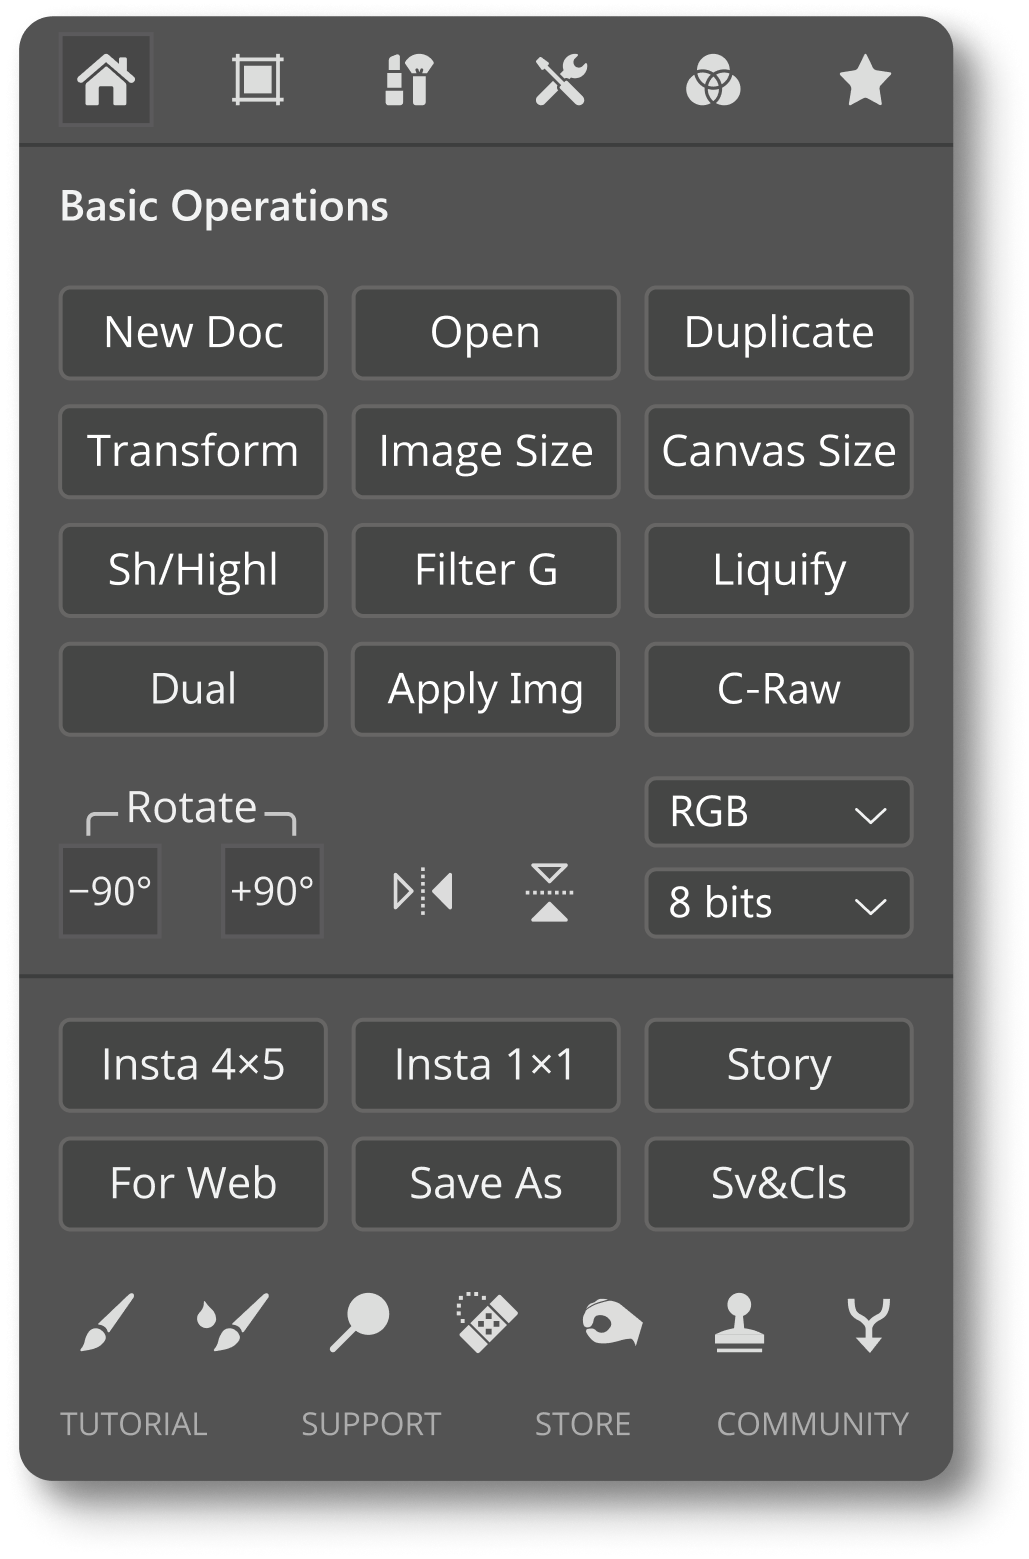 Basic Operations
New Doc Open Duplicate
Transform Image Size Canvas Size
Sh/Highl Filter G Liquify
Dual Apply Img C-Raw
Rotate RGB
−90° +90° 8 bits
Insta 4×5 Insta 1×1 Story
For Web Save As Sv&Cls
TUTORIAL SUPPORT STORE COMMUNITY